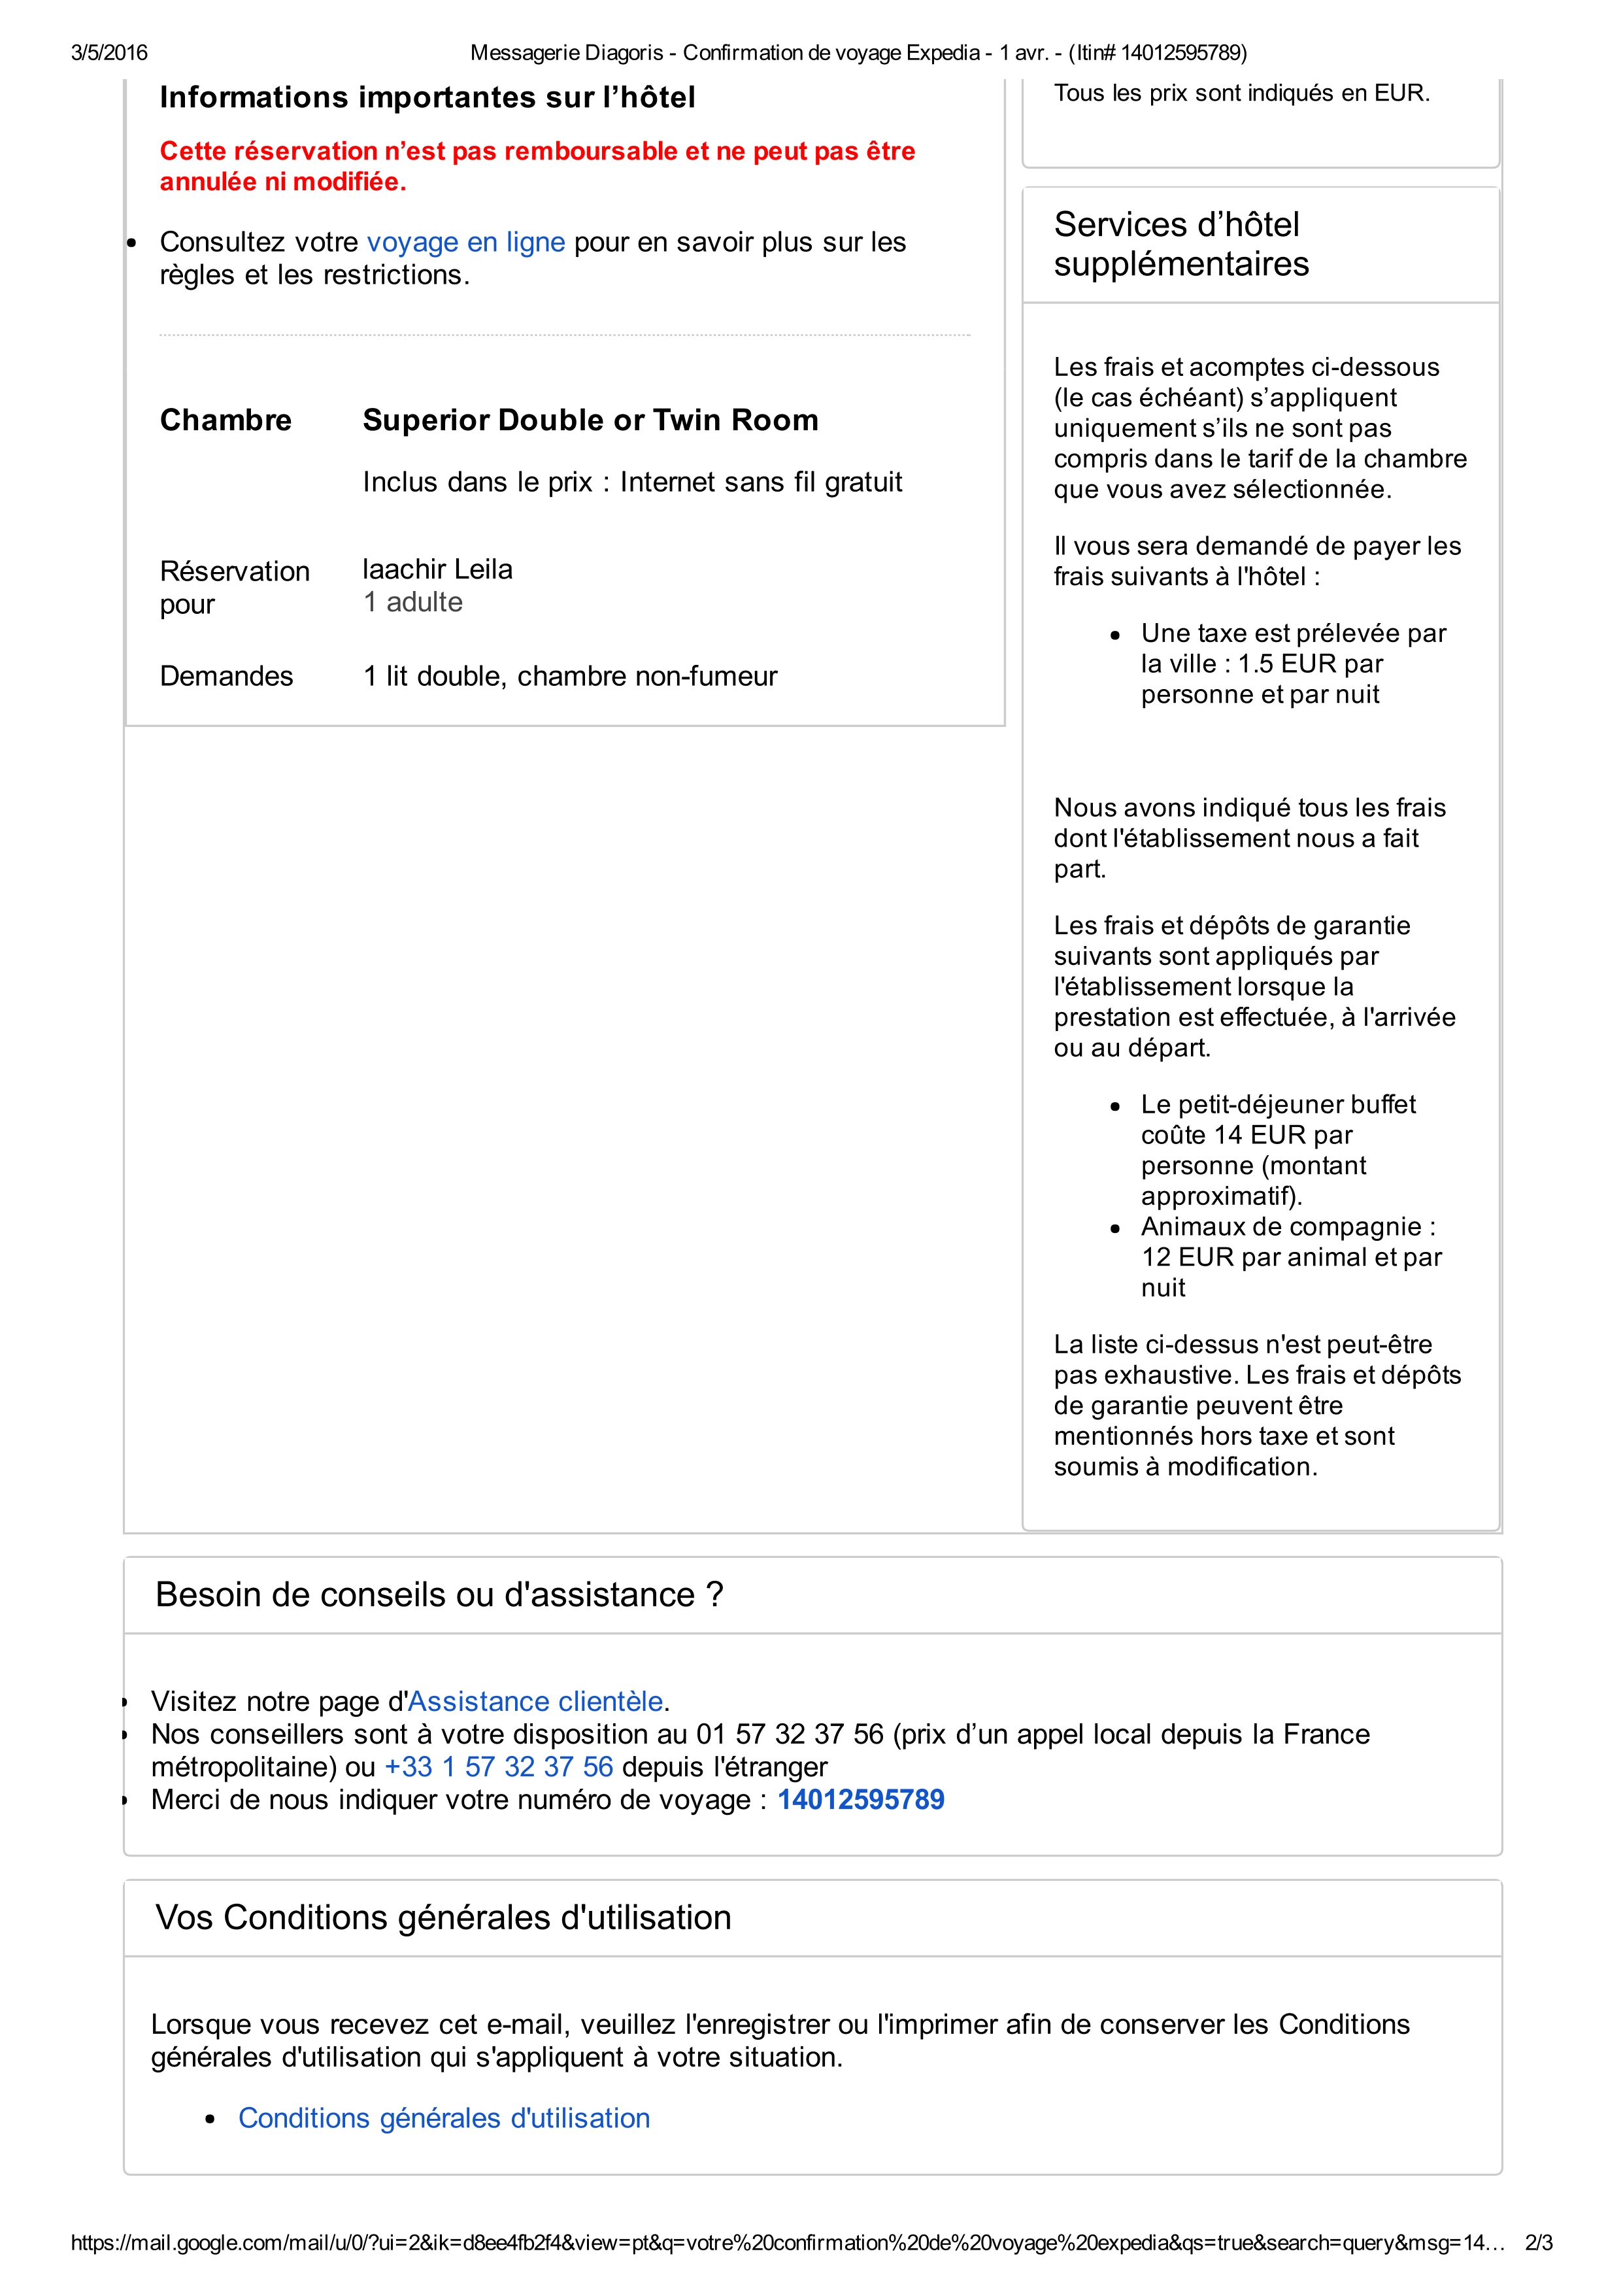 3/5/2016
Messagerie Diagoris - Confirmation de voyage Expedia - 1 avr. - (Itin# 14012595789)
Informations importantes sur l’hôtel
Cette réservation n’est pas remboursable et ne peut pas être
annulée ni modifiée.
• Consultez votre voyage en ligne pour en savoir plus sur les
règles et les restrictions.
Chambre
Superior Double or Twin Room
Inclus dans le prix : Internet sans fil gratuit
Réservation
pour
laachir Leila
1 adulte
Demandes
1 lit double, chambre non-fumeur
Tous les prix sont indiqués en EUR.
Services d’hôtel
supplémentaires
Les frais et acomptes ci-dessous
(le cas échéant) s’appliquent
uniquement s’ils ne sont pas
compris dans le tarif de la chambre
que vous avez sélectionnée.
Il vous sera demandé de payer les
frais suivants à l'hôtel :
• Une taxe est prélevée par
la ville : 1.5 EUR par
personne et par nuit
Nous avons indiqué tous les frais
dont l'établissement nous a fait
part.
Les frais et dépôts de garantie
suivants sont appliqués par
l'établissement lorsque la
prestation est effectuée, à l'arrivée
ou au départ.
• Le petit-déjeuner buffet
coûte 14 EUR par
personne (montant
approximatif).
• Animaux de compagnie :
12 EUR par animal et par
nuit
La liste ci-dessus n'est peut-être
pas exhaustive. Les frais et dépôts
de garantie peuvent être
mentionnés hors taxe et sont
soumis à modification.
Besoin de conseils ou d'assistance ?
• Visitez notre page d'Assistance clientèle.
• Nos conseillers sont à votre disposition au 01 57 32 37 56 (prix d’un appel local depuis la France
métropolitaine) ou +33 1 57 32 37 56 depuis l'étranger
• Merci de nous indiquer votre numéro de voyage : 14012595789
Vos Conditions générales d'utilisation
Lorsque vous recevez cet e-mail, veuillez l'enregistrer ou l'imprimer afin de conserver les Conditions
générales d'utilisation qui s'appliquent à votre situation.
• Conditions générales d'utilisation
https://mail.google.com/mail/u/0/?ui=2&ik=d8ee4fb2f4&view=pt&q=votre%20confirmation%20de%20voyage%20expedia&qs=true&search=query&msg=14…
2/3